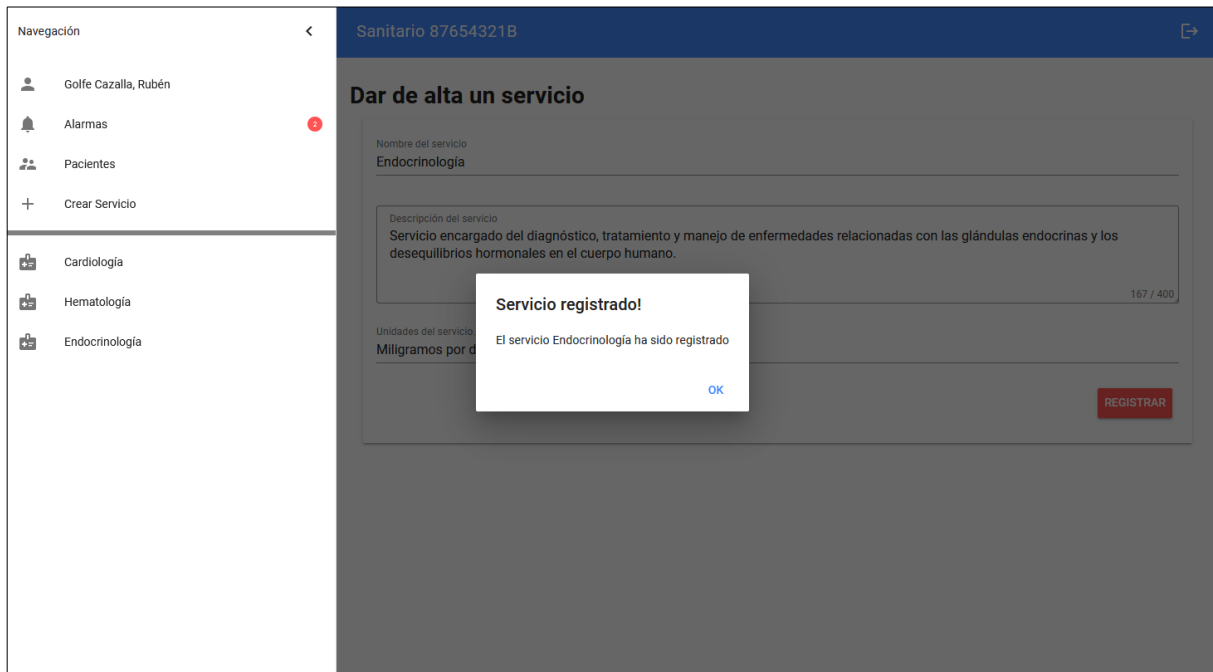 Navegación
Golfe Cazalla, Rubén
Alarmas
2
Pacientes
Crear Servicio
Cardiología
Hematología
Endocrinología
Sanitario 87654321B
Dar de alta un servicio
Nombre del servicio
Endocrinología
Descripción del servicio
Servicio encargado del diagnóstico, tratamiento y manejo de enfermedades relacionadas con las glándulas endocrinas y los
desequilibrios hormonales en el cuerpo humano.
167 / 400
Unidades del servicio
Miligramos por d
REGISTRAR
Servicio registrado!
El servicio Endocrinología ha sido registrado
OK